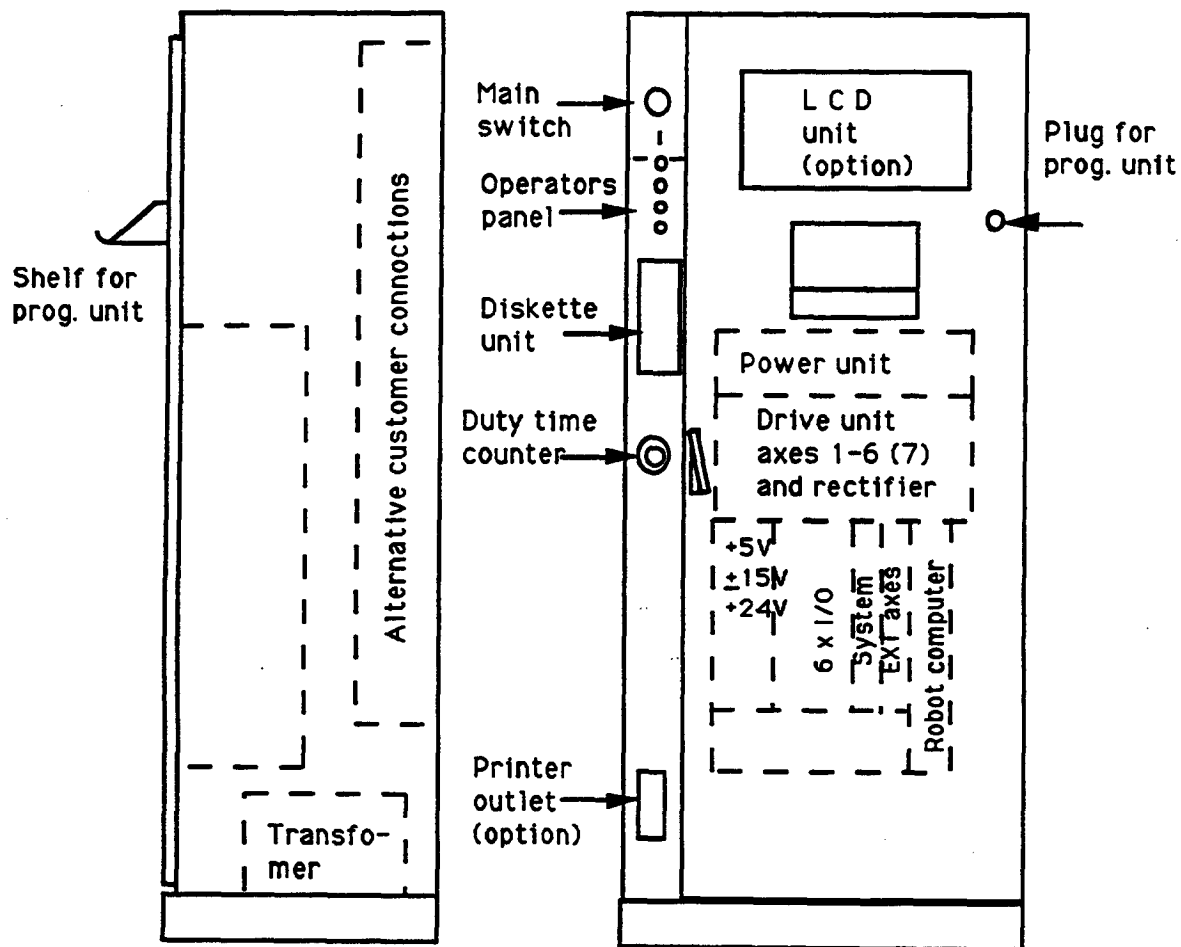 Shelf for
prog. unit
Alternative customer connoctions
Transfo-
mer
Main
switch
Operators
panel
Diskette
unit
Duty time
counter
Printer
outlet
(option)
L C D
unit
(option)
Plug for
prog. unit
Power unit
Drive unit
axes 1-6 (7)
and rectifier
+5V
±15V
+24V
6 x I/O
System
EXT axes
Robot computer